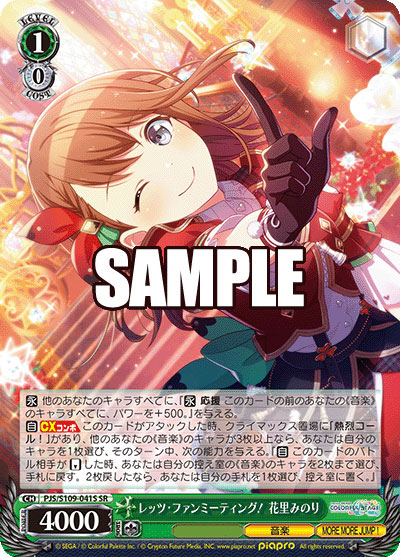 LEVEL
1
0
COST
SAMPLE
永 他のあなたのキャラすべてに、『永 応援 このカードの前のあなたの《音楽》
のキャラすべてに、パワーを+500。』を与える。
自 CXコンボ このカードがアタックした時、クライマックス置場に「熱烈コー
ル!」があり、他のあなたの《音楽》のキャラが3枚以上なら、あなたは自分の
キャラを1枚選び、そのターン中、次の能力を与える。『自 このカードのバト
ル相手が【リバース】した時、あなたは自分の控え室の《音楽》のキャラを2枚まで選び、
手札に戻す。2枚戻したなら、あなたは自分の手札を1枚選び、控え室に置く。』
CH PJS/S109-041S SR
レッツ・ファンミーティング! 花里みのり
4000
音楽
MORE MORE JUMP!
© SEGA / © Colorful Palette Inc. / © Crypton Future Media, INC. www.piapro.net piapro All rights reserved.